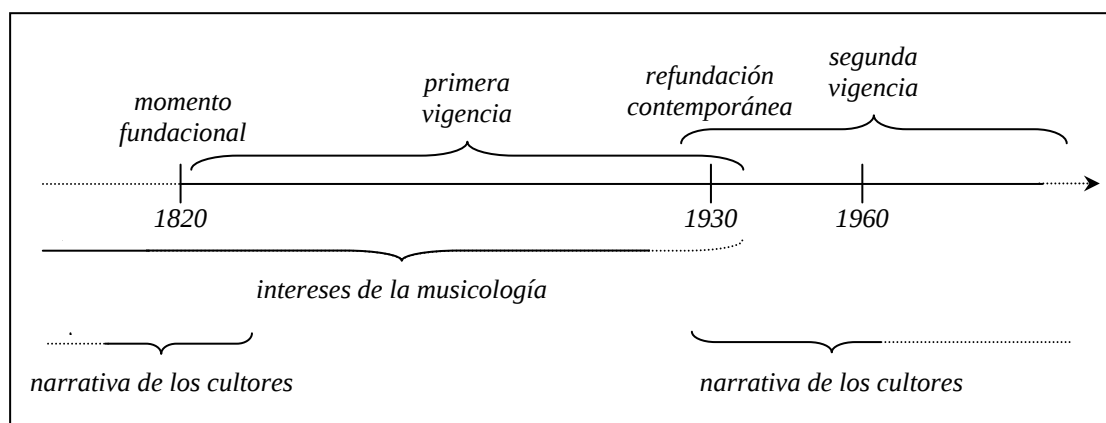 momento
fundacional
primera
vigencia
refundación
contemporánea
segunda
vigencia
1820
1930
1960
intereses de la musicología
narrativa de los cultores
narrativa de los cultores